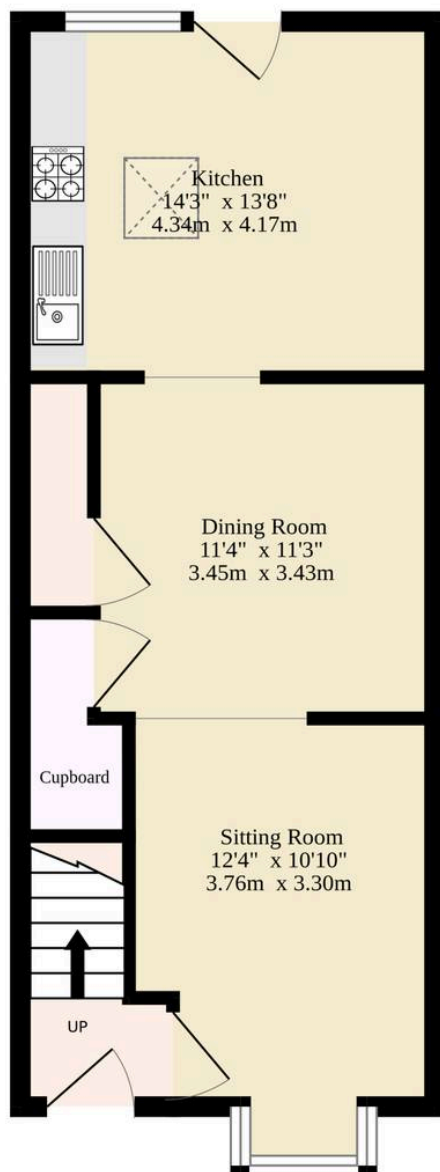 Kitchen
14'3" x 13'8"
4.34m x 4.17m
Dining Room
11'4" x 11'3"
3.45m x 3.43m
Cupboard
Sitting Room
12'4" x 10'10"
3.76m x 3.30m
UP